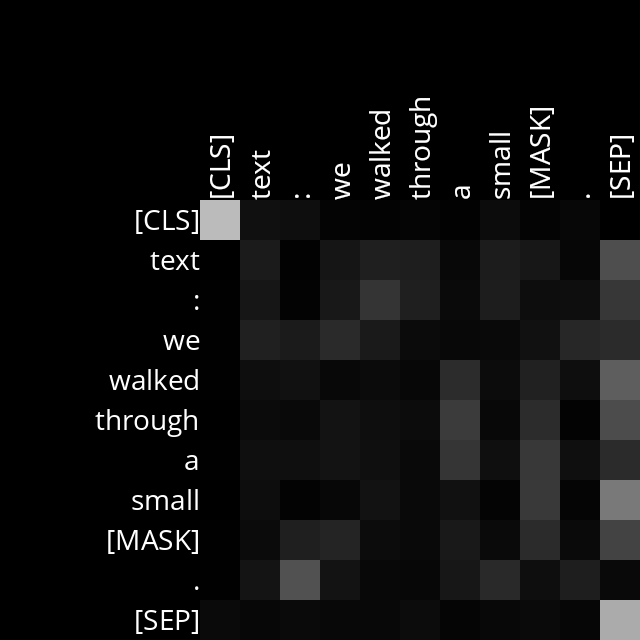 [CLS] text : we walked through a small [MASK] . [SEP]
[CLS]
text
:
we
walked
through
a
small
[MASK]
.
[SEP]